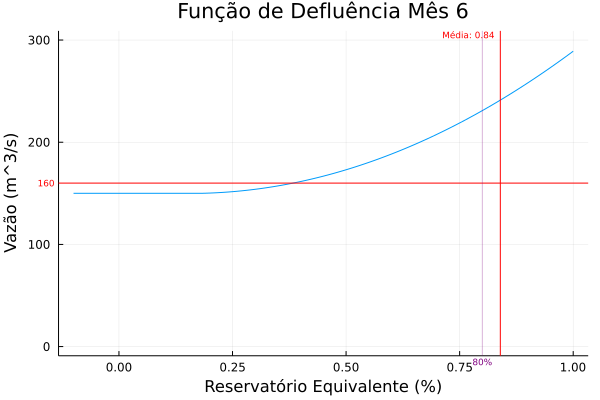 Função de Defluência Mês 6
Média: 0.84
300
200
160
100
0
Vazão (m^3/s)
0.00
0.25
0.50
0.75
80%
1.00
Reservatório Equivalente (%)